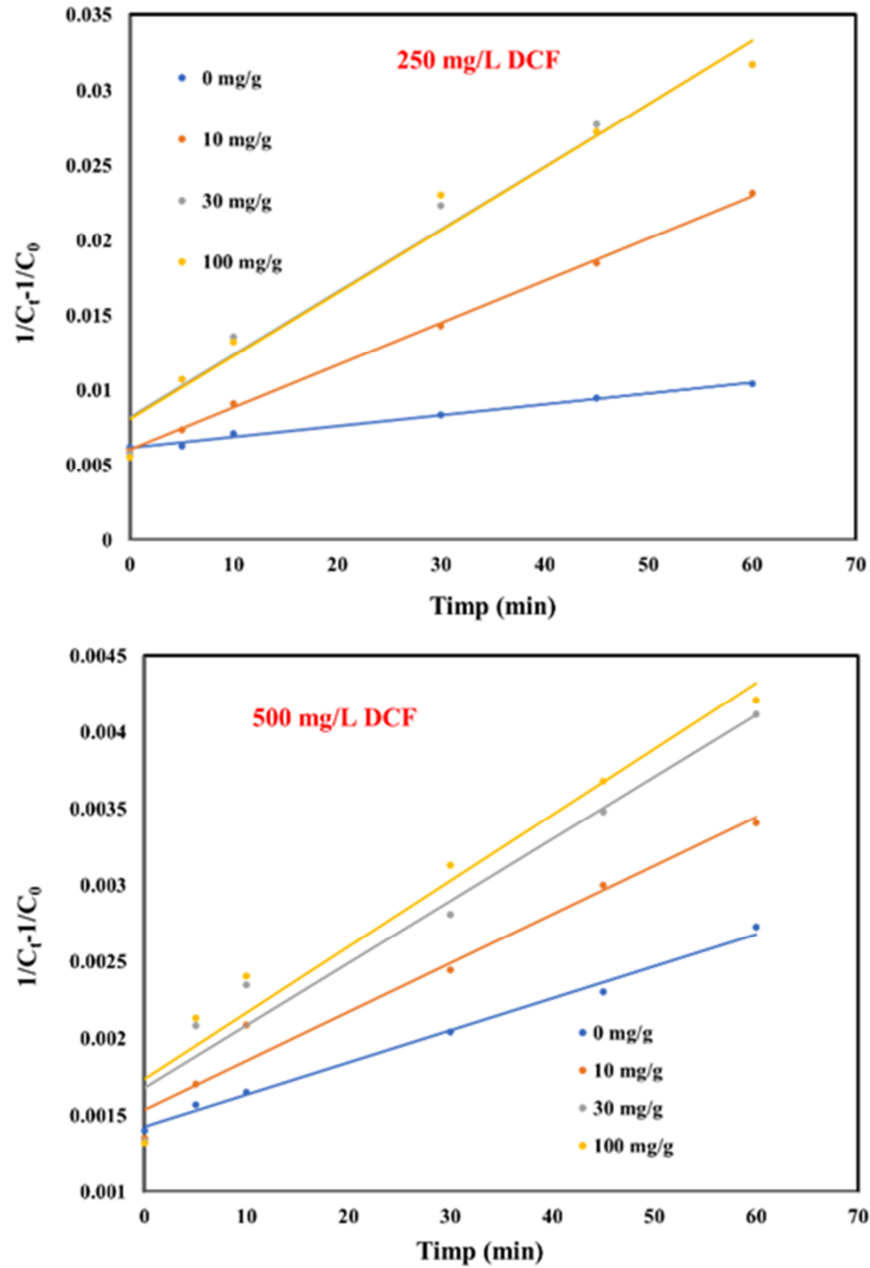 0.035
250 mg/L DCF
0 mg/g
0.03
10 mg/g
0.025
30 mg/g
0.02
100 mg/g
1/Ct-1/C0
0.015
0.01
0.005
0
0 10 20 30 40 50 60 70
Timp (min)
0.0045
500 mg/L DCF
0.004
0.0035
0.003
1/Ct-1/C0
0.0025
0.002
0 mg/g
10 mg/g
0.0015
30 mg/g
100 mg/g
0.001
0 10 20 30 40 50 60 70
Timp (min)